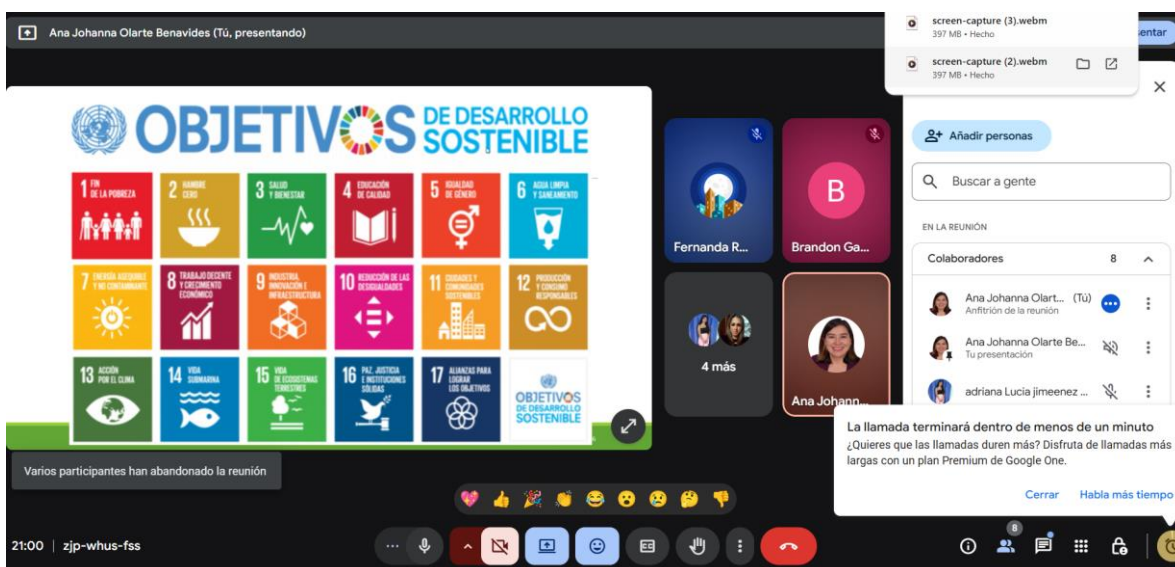 Ana Johanna Olarte Benavides (Tú, presentando)
screen-capture (3).webm
397 MB • Hecho
screen-capture (2).webm
397 MB • Hecho
entar
OBJETIVOS DE DESARROLLO
SOSTENIBLE
1 FIN
DE LA POBREZA
2 HAMBRE
CERO
3 SALUD
Y BIENESTAR
4 EDUCACIÓN
DE CALIDAD
5 IGUALDAD
DE GÉNERO
6 AGUA LIMPIA
Y SANEAMIENTO
7 ENERGÍA ASEQUIBLE
Y NO CONTAMINANTE
8 TRABAJO DECENTE
Y CRECIMIENTO
ECONÓMICO
9 INDUSTRIA,
INNOVACIÓN E
INFRAESTRUCTURA
10 REDUCCIÓN DE LAS
DESIGUALDADES
11 CIUDADES Y
COMUNIDADES
SOSTENIBLES
12 PRODUCCIÓN
Y CONSUMO
RESPONSABLES
13 ACCIÓN
POR EL CLIMA
14 VIDA
SUBMARINA
15 VIDA
DE ECOSISTEMAS
TERRESTRES
16 PAZ, JUSTICIA
E INSTITUCIONES
SÓLIDAS
17 ALIANZAS PARA
LOGRAR
LOS OBJETIVOS
OBJETIVOS
DE DESARROLLO
SOSTENIBLE
Fernanda R...
B
Brandon Ga...
4 más
Ana Johann...
Añadir personas
Buscar a gente
EN LA REUNIÓN
Colaboradores 8
Ana Johanna Olart... (Tú)
Anfitrión de la reunión
Ana Johanna Olarte Be...
Tu presentación
adriana Lucia jimeenez ...
La llamada terminará dentro de menos de un minuto
¿Quieres que las llamadas duren más? Disfruta de llamadas más
largas con un plan Premium de Google One.
Cerrar Habla más tiempo
Varios participantes han abandonado la reunión
21:00 | zjp-whus-fss
CC
8